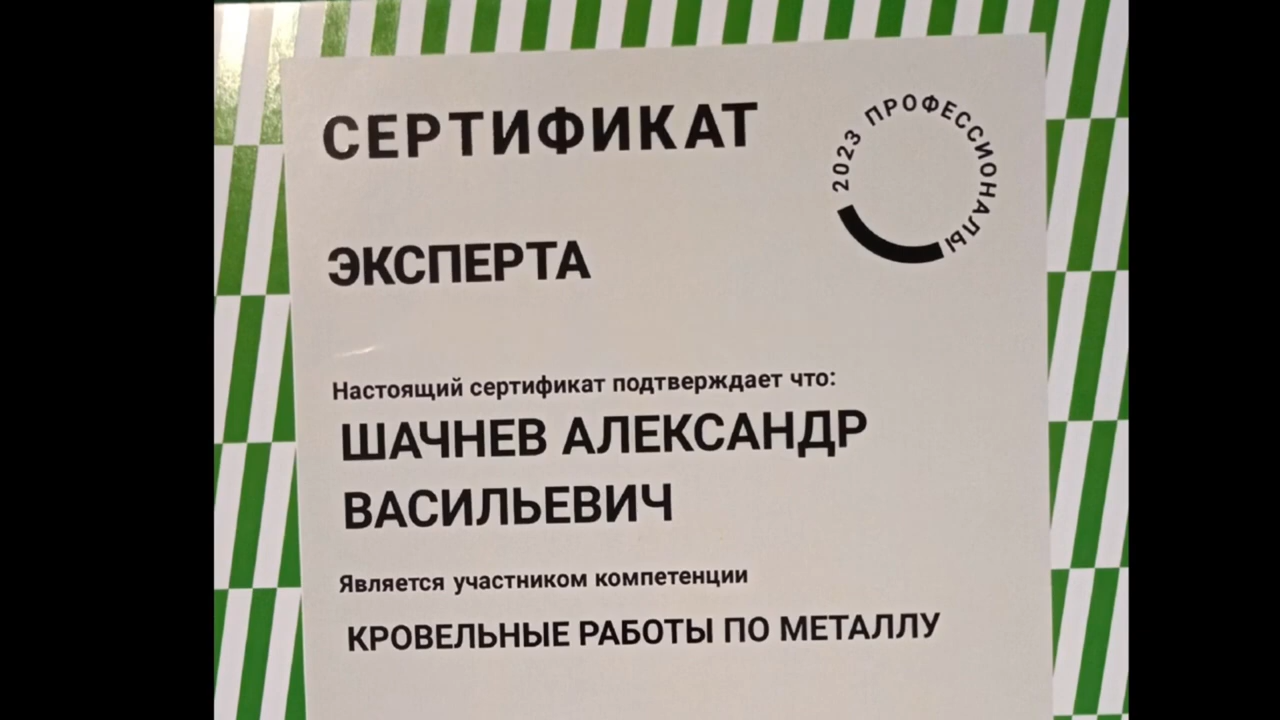 СЕРТИФИКАТ
2023 ПРОФЕССИОНАЛЫ
ЭКСПЕРТА
Настоящий сертификат подтверждает что:
ШАЧНЕВ АЛЕКСАНДР
ВАСИЛЬЕВИЧ
Является участником компетенции
КРОВЕЛЬНЫЕ РАБОТЫ ПО МЕТАЛЛУ